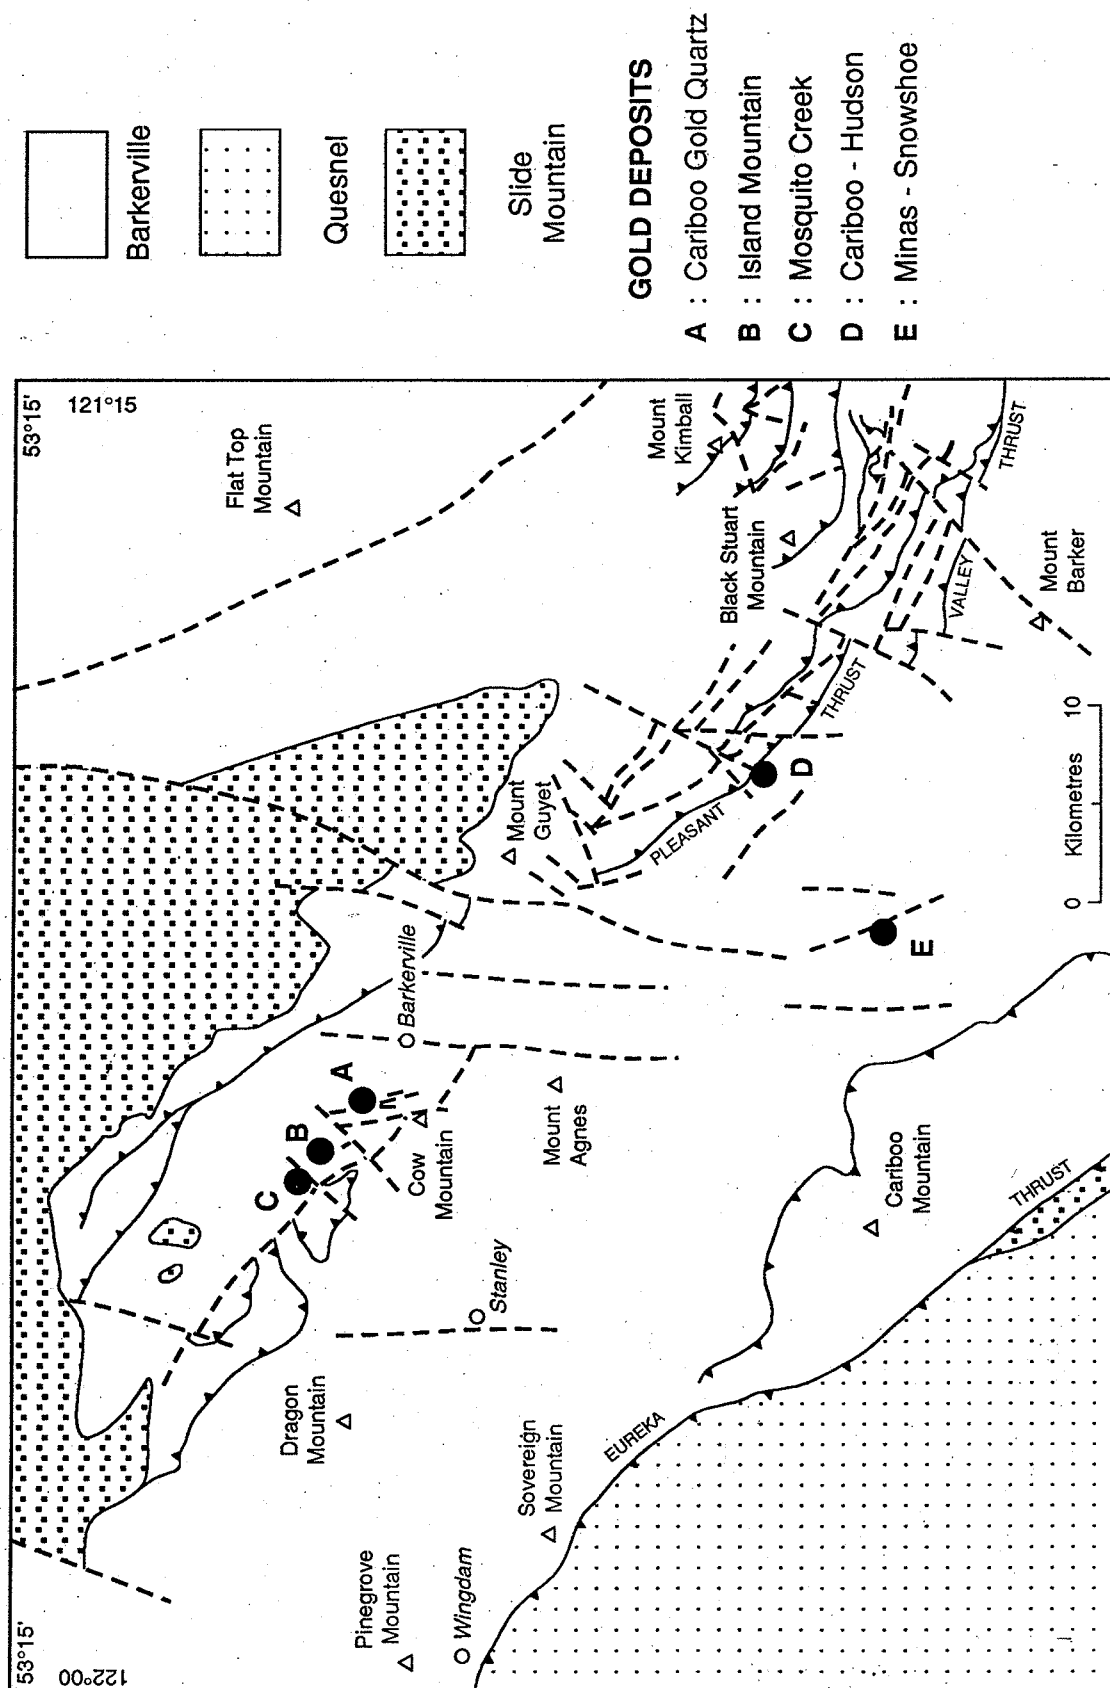 53°15'
122°00
53°15'
121°15
Flat Top
Mountain
Dragon
Mountain
Pinegrove
Mountain
Wingdam
Sovereign
Mountain
Stanley
Cow
Mountain
Barkerville
Mount
Agnes
Mount
Guyet
Mount
Kimball
Black Stuart
Mountain
Cariboo
Mountain
Mount
Barker
C
B
A
D
E
PLEASANT
THRUST
VALLEY
THRUST
EUREKA
THRUST
0 10
Kilometres
Barkerville
Quesnel
Slide
Mountain
GOLD DEPOSITS
A : Cariboo Gold Quartz
B : Island Mountain
C : Mosquito Creek
D : Cariboo - Hudson
E : Minas - Snowshoe